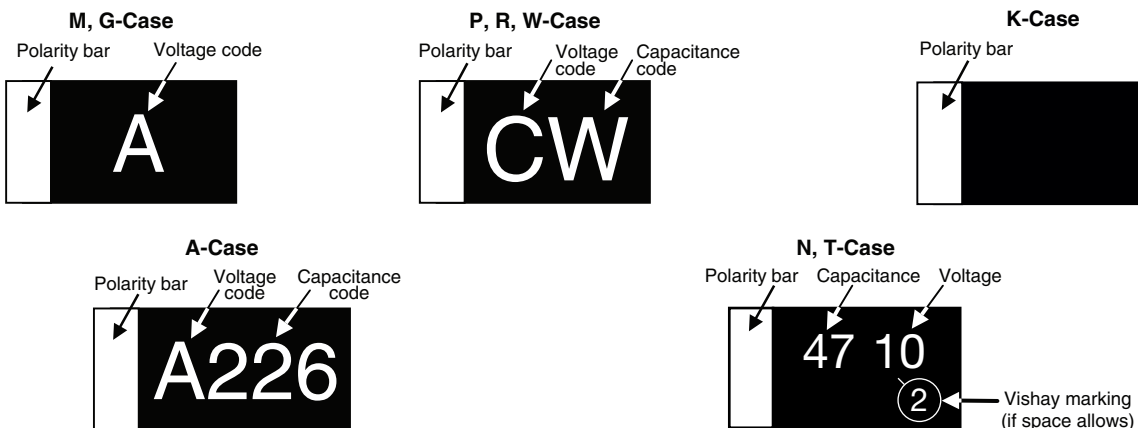 M, G-Case
Polarity bar Voltage code
A
P, R, W-Case
Polarity bar Voltage code Capacitance code
CW
K-Case
Polarity bar
A-Case
Polarity bar Voltage code Capacitance code
A226
N, T-Case
Polarity bar Capacitance Voltage
47 10
2
Vishay marking
(if space allows)